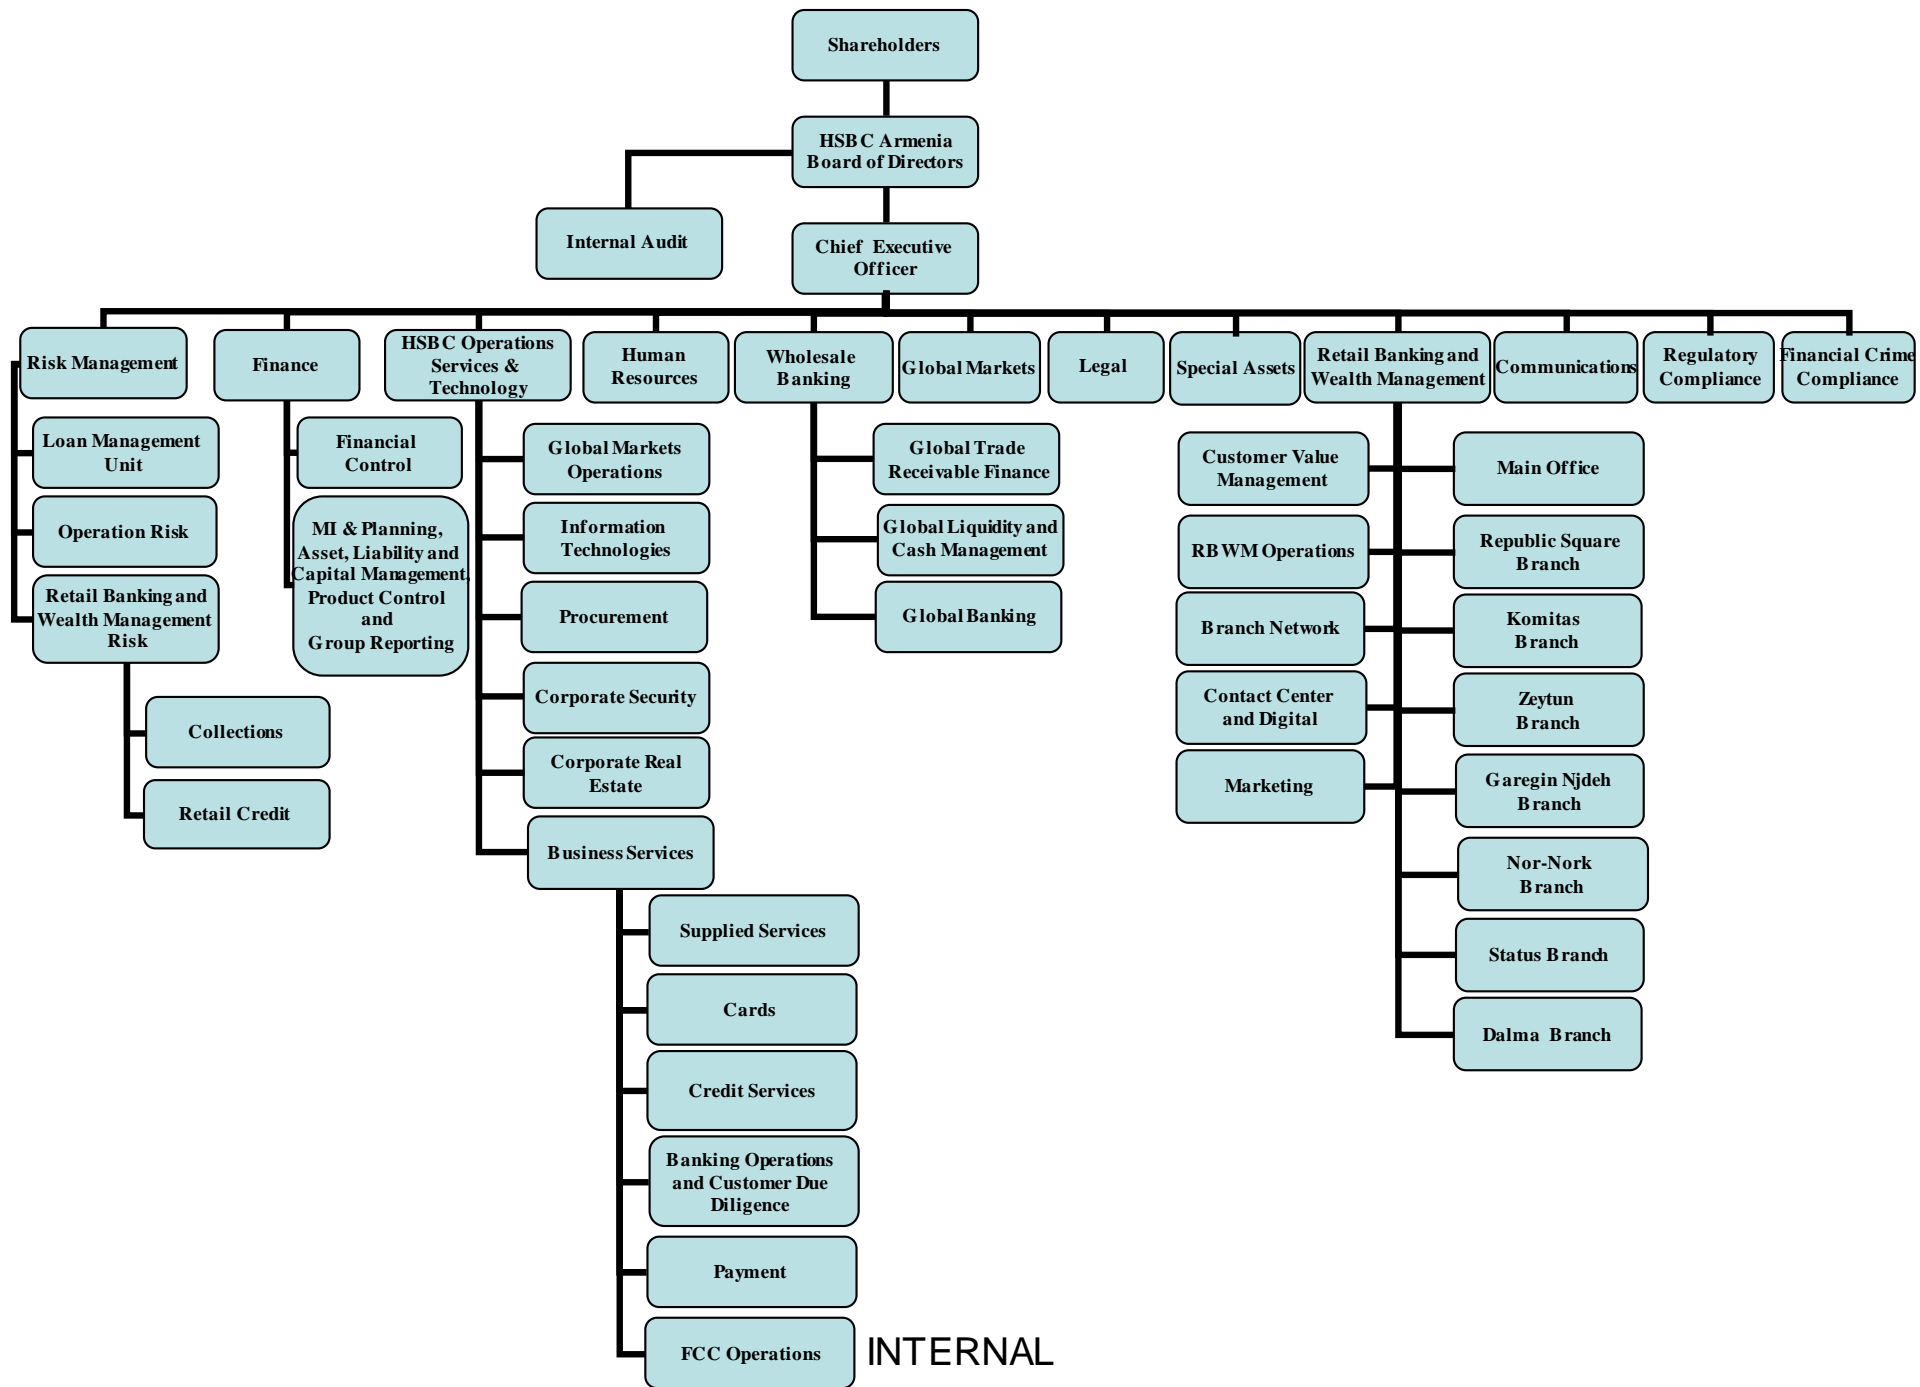 Shareholders
HSBC Armenia
Board of Directors
Internal Audit
Chief Executive
Officer
Risk Management
Finance
HSBC Operations
Services &
Technology
Human
Resources
Wholesale
Banking
Global Markets
Legal
Special Assets
Retail Banking and
Wealth Management
Communications
Regulatory
Compliance
Financial Crime
Compliance
Loan Management
Unit
Operation Risk
Retail Banking and
Wealth Management
Risk
Collections
Retail Credit
Financial
Control
MI & Planning,
Asset, Liability and
Capital Management,
Product Control
and
Group Reporting
Global Markets
Operations
Information
Technologies
Procurement
Corporate Security
Corporate Real
Estate
Business Services
Supplied Services
Cards
Credit Services
Banking Operations
and Customer Due
Diligence
Payment
FCC Operations
Global Trade
Receivable Finance
Global Liquidity and
Cash Management
Global Banking
Customer Value
Management
RBWM Operations
Branch Network
Contact Center
and Digital
Marketing
Main Office
Republic Square
Branch
Komitas
Branch
Zeytun
Branch
Garegin Njdeh
Branch
Nor-Nork
Branch
Status Branch
Dalma Branch
INTERNAL